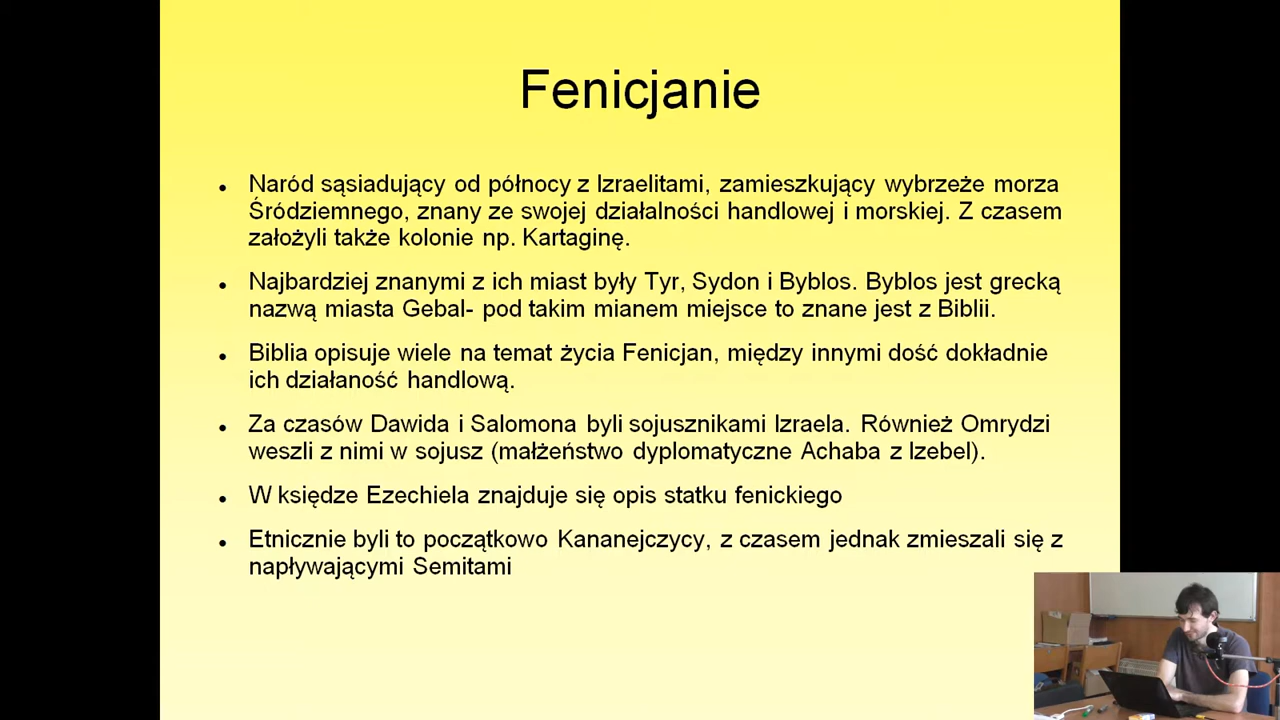 Fenicjanie
Naród sąsiadujący od północy z Izraelitami, zamieszkujący wybrzeże morza
Śródziemnego, znany ze swojej działalności handlowej i morskiej. Z czasem
założyli także kolonie np. Kartaginę.
Najbardziej znanymi z ich miast były Tyr, Sydon i Byblos. Byblos jest grecką
nazwą miasta Gebal- pod takim mianem miejsce to znane jest z Biblii.
Biblia opisuje wiele na temat życia Fenicjan, między innymi dość dokładnie
ich działaność handlową.
Za czasów Dawida i Salomona byli sojusznikami Izraela. Również Omrydzi
weszli z nimi w sojusz (małżeństwo dyplomatyczne Achaba z Izebel).
W księdze Ezechiela znajduje się opis statku fenickiego
Etnicznie byli to początkowo Kananejczycy, z czasem jednak zmieszali się z
napływającymi Semitami